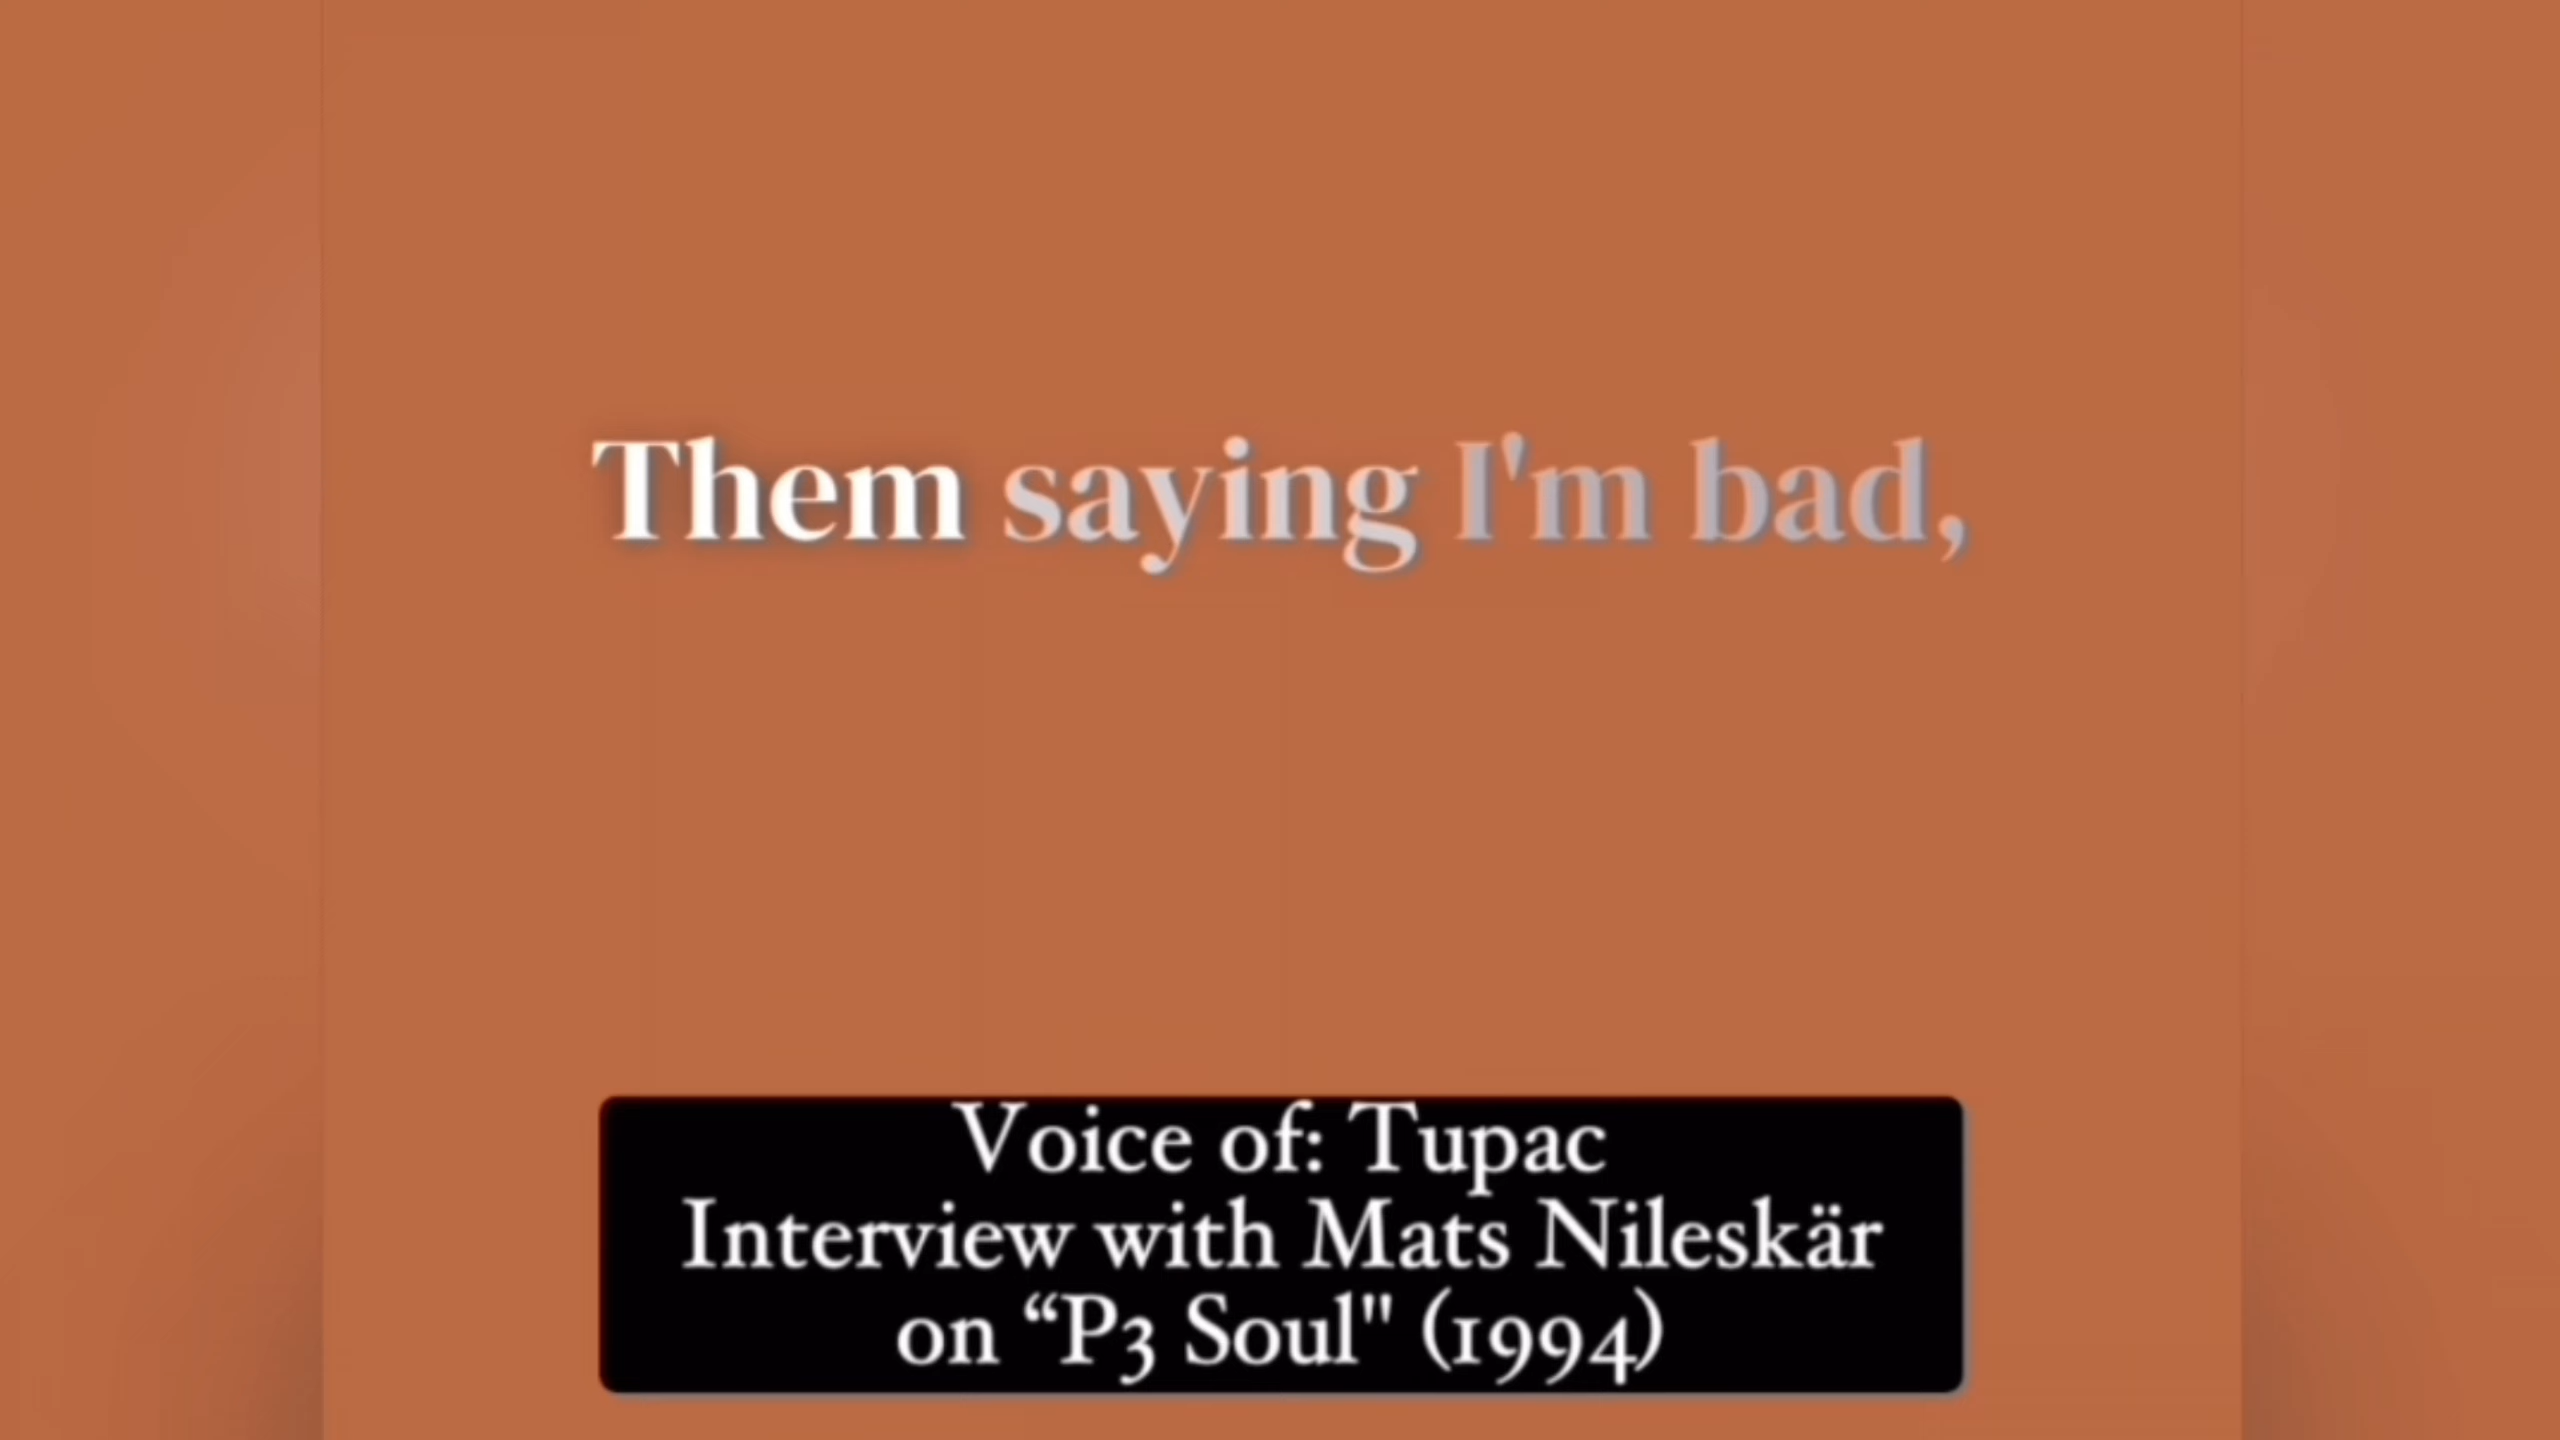 Them saying I'm bad,
Voice of: Tupac
Interview with Mats Nileskär
on “P3 Soul" (1994)